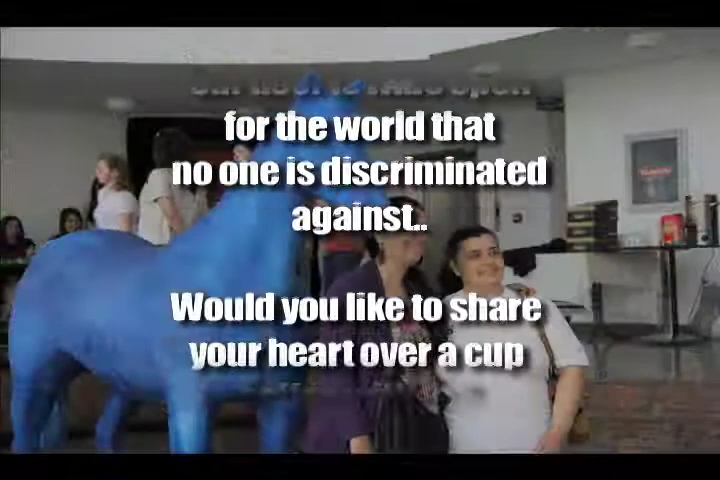 for the world that
no one is discriminated
against..
Would you like to share
your heart over a cup